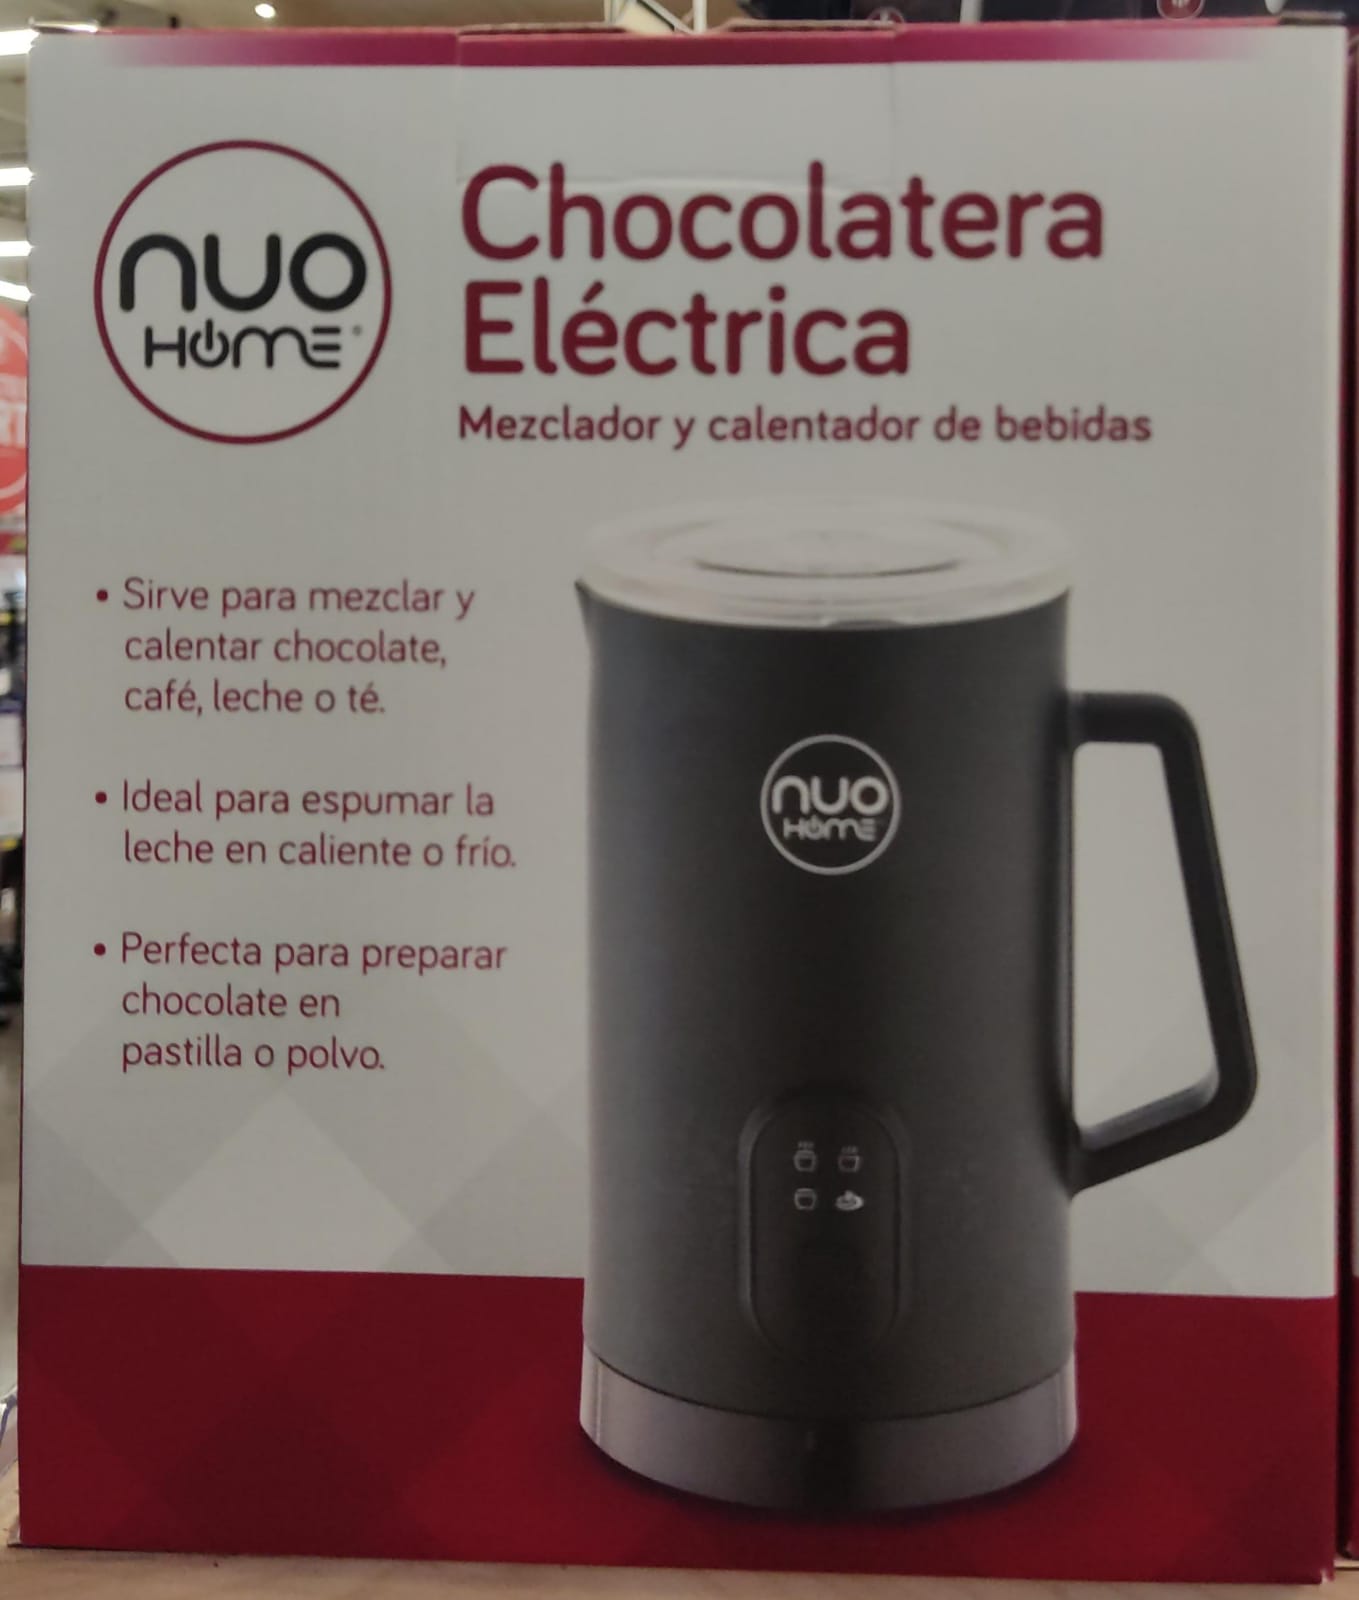 nuo
HOME®
Chocolatera
Eléctrica
Mezclador y calentador de bebidas
• Sirve para mezclar y
calentar chocolate,
café, leche o té.
• Ideal para espumar la
leche en caliente o frío.
• Perfecta para preparar
chocolate en
pastilla o polvo.
nuo
HOME